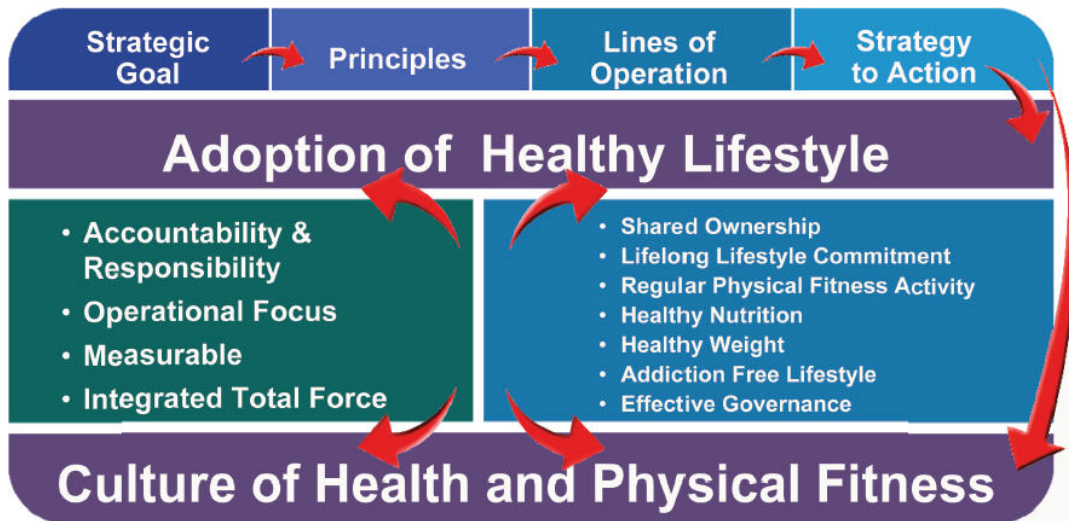 Strategic
Goal
Principles
Lines of
Operation
Strategy
to Action
Adoption of Healthy Lifestyle
• Accountability &
Responsibility
• Operational Focus
• Measurable
• Integrated Total Force
• Shared Ownership
• Lifelong Lifestyle Commitment
• Regular Physical Fitness Activity
• Healthy Nutrition
• Healthy Weight
• Addiction Free Lifestyle
• Effective Governance
Culture of Health and Physical Fitness